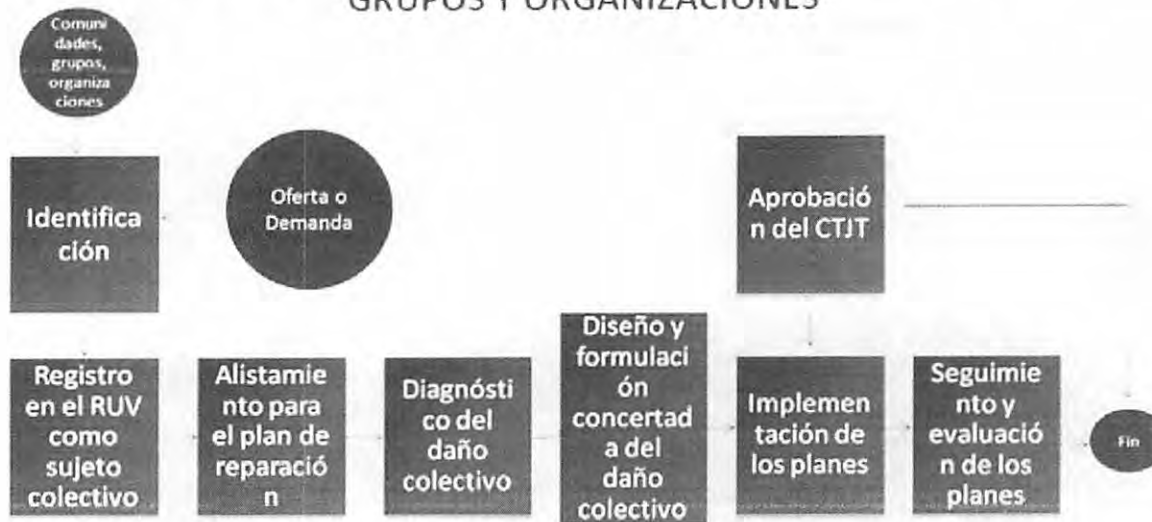 GRUPOS Y ORGANIZACIONES
Comuni
dades,
grupos,
organiza
ciones
Identifica
ción
Oferta o
Demanda
Aprobació
n del CTJT
Registro
en el RUV
como
sujeto
colectivo
Alistamie
nto para
el plan de
reparació
n
Diagnósti
co del
daño
colectivo
Diseño y
formulaci
ón
concertad
a del
daño
colectivo
Implemen
tación de
los planes
Seguimie
nto y
evaluació
n de los
planes
Fin